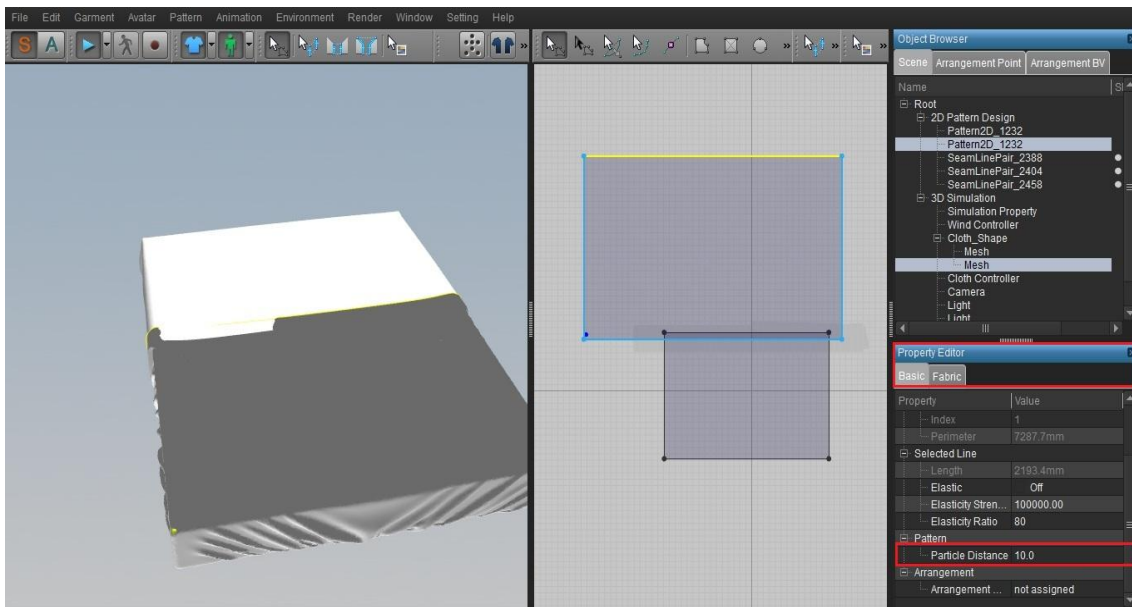 File Edit Garment Avatar Pattern Animation Environment Render Window Setting Help
S A
Object Browser
Scene Arrangement Point Arrangement BV
Name
Root
2D Pattern Design
Pattern2D_1232
Pattern2D_1232
SeamLinePair_2388
SeamLinePair_2404
SeamLinePair_2458
3D Simulation
Simulation Property
Wind Controller
Cloth_Shape
Mesh
Mesh
Cloth Controller
Camera
Light
Light
Property Editor
Basic Fabric
Property Value
Index 1
Perimeter 7287.7mm
Selected Line
Length 2193.4mm
Elastic Off
Elasticity Stren... 100000.00
Elasticity Ratio 80
Pattern
Particle Distance 10.0
Arrangement
Arrangement ... not assigned